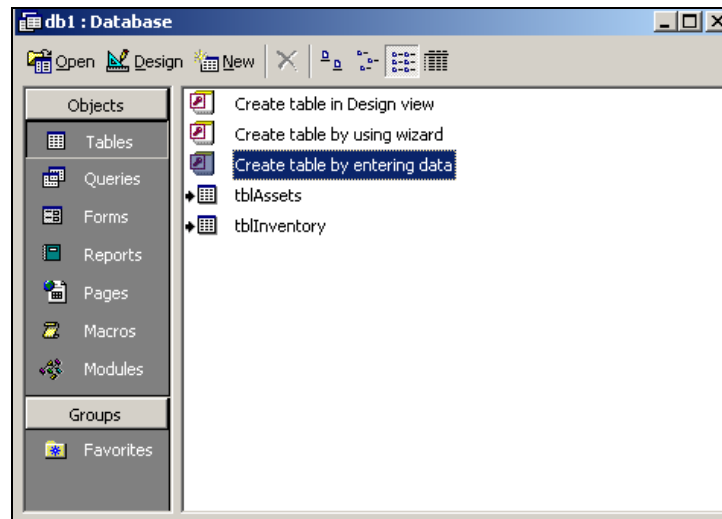 db1 : Database
Open Design New
Objects
Tables
Queries
Forms
Reports
Pages
Macros
Modules
Groups
Favorites
Create table in Design view
Create table by using wizard
Create table by entering data
tblAssets
tblInventory